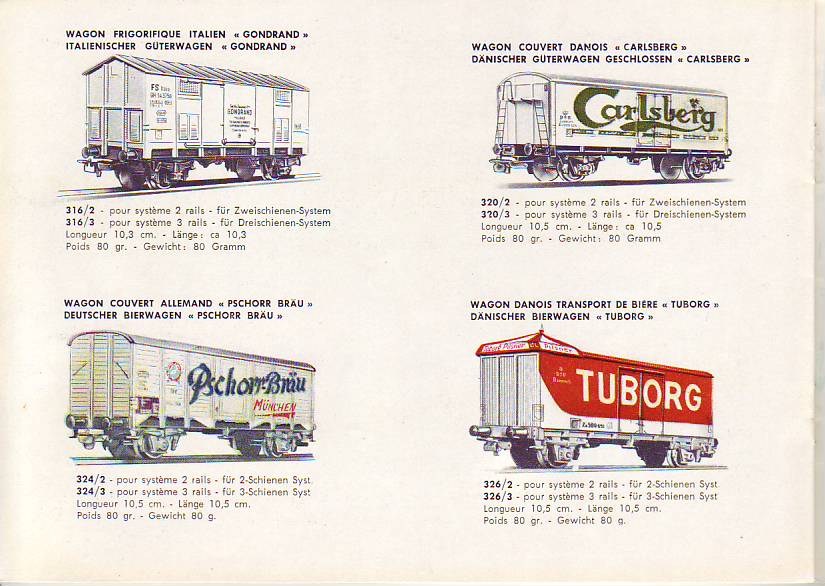 WAGON FRIGORIFIQUE ITALIEN « GONDRAND »
ITALIENISCHER GÜTERWAGEN « GONDRAND »
FS Italia
GONDRAND
316/2 - pour système 2 rails - für Zweischienen-System
316/3 - pour système 3 rails - für Dreischienen-System
Longueur 10,3 cm. - Länge: ca 10,3
Poids 80 gr. - Gewicht: 80 Gramm
WAGON COUVERT DANOIS « CARLSBERG »
DÄNISCHER GÜTERWAGEN GESCHLOSSEN « CARLSBERG »
Carlsberg
320/2 - pour système 2 rails - für Zweischienen-System
320/3 - pour système 3 rails - für Dreischienen-System
Longueur 10,5 cm. - Länge: ca 10,5
Poids 80 gr. - Gewicht: 80 Gramm
WAGON COUVERT ALLEMAND « PSCHORR BRÄU »
DEUTSCHER BIERWAGEN « PSCHORR BRÄU »
Pschorr-Bräu
MÜNCHEN
324/2 - pour système 2 rails - für 2-Schienen Syst.
324/3 - pour système 3 rails - für 3-Schienen Syst
Longueur 10,5 cm. - Länge 10,5 cm.
Poids 80 gr. - Gewicht 80 g.
WAGON DANOIS TRANSPORT DE BIÈRE « TUBORG »
DÄNISCHER BIERWAGEN « TUBORG »
Pilsner
TUBORG
326/2 - pour système 2 rails - für 2-Schienen Syst.
326/3 - pour système 3 rails - für 3-Schienen Syst
Longueur 10,5 cm. - Länge 10,5 cm.
Poids 80 gr. - Gewicht 80 g.